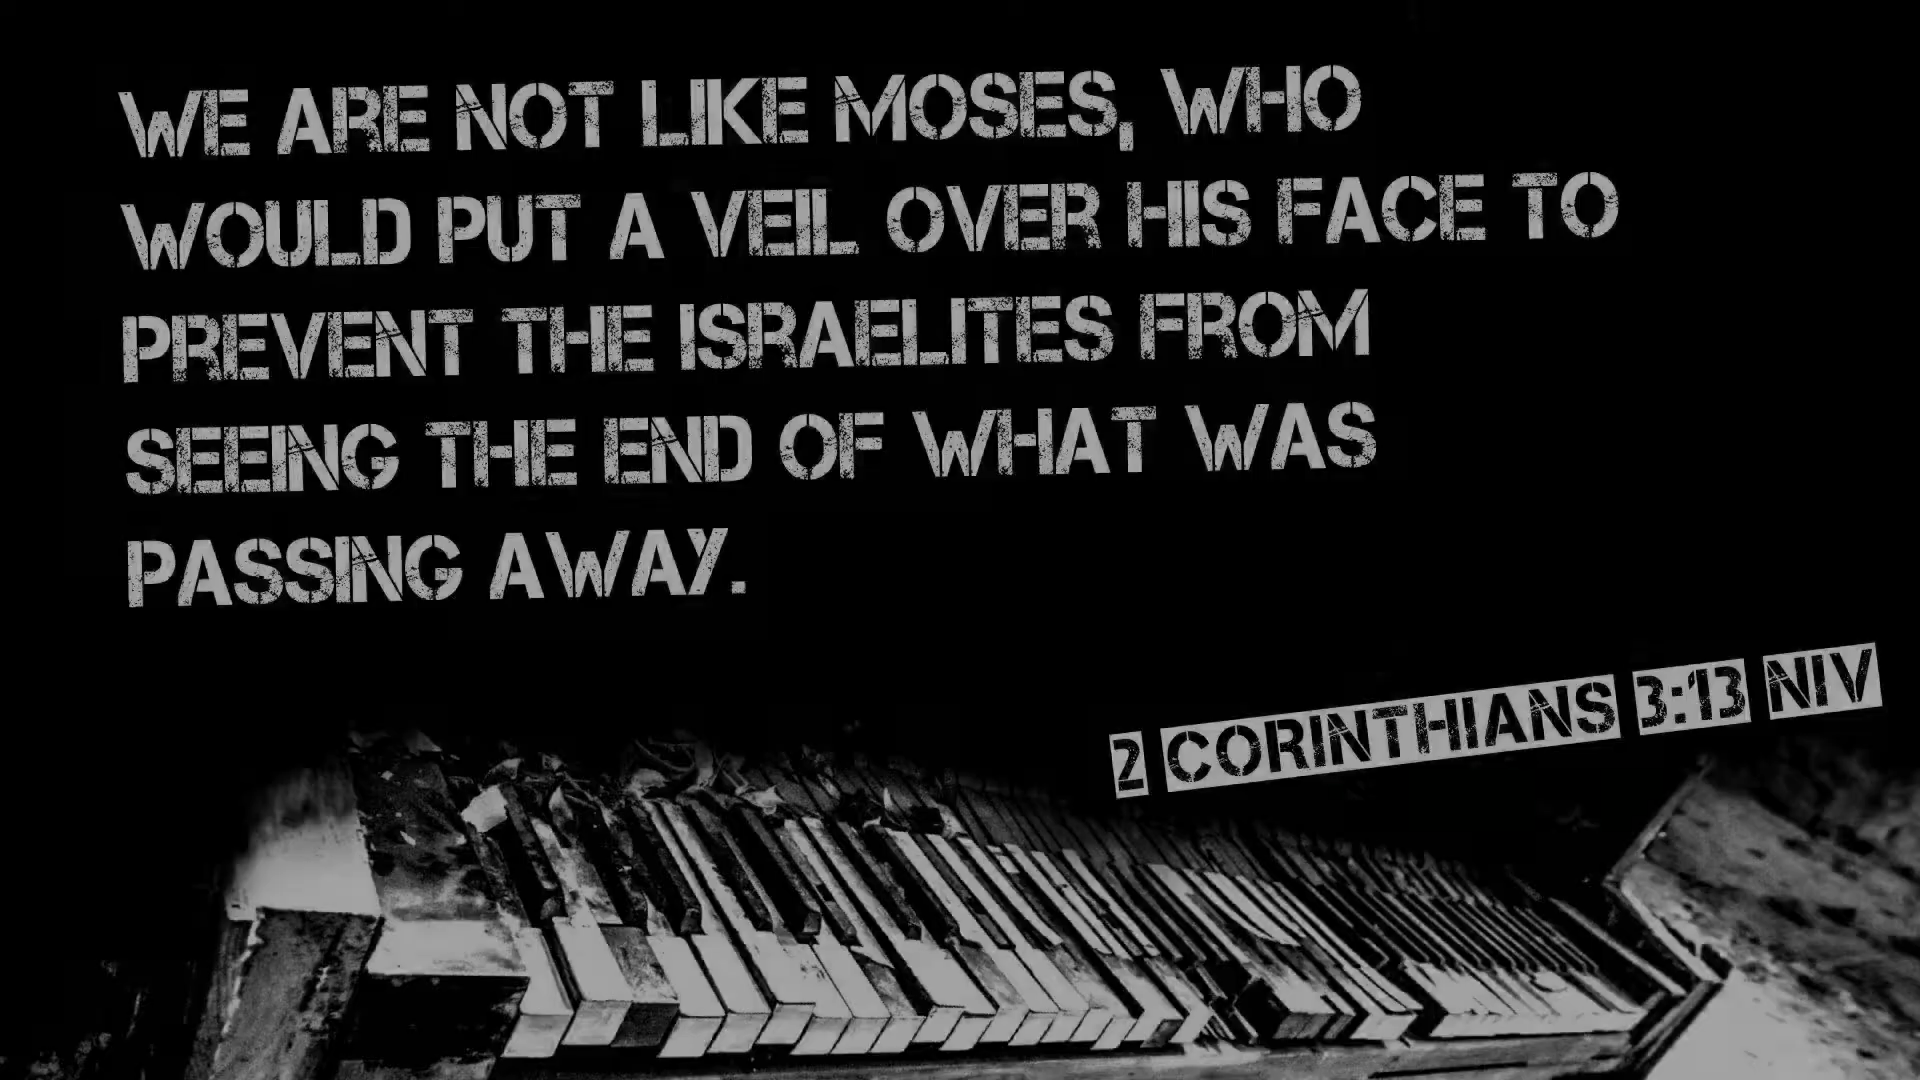 WE ARE NOT LIKE MOSES, WHO
WOULD PUT A VEIL OVER HIS FACE TO
PREVENT THE ISRAELITES FROM
SEEING THE END OF WHAT WAS
PASSING AWAY.
2 CORINTHIANS 3:13 NIV